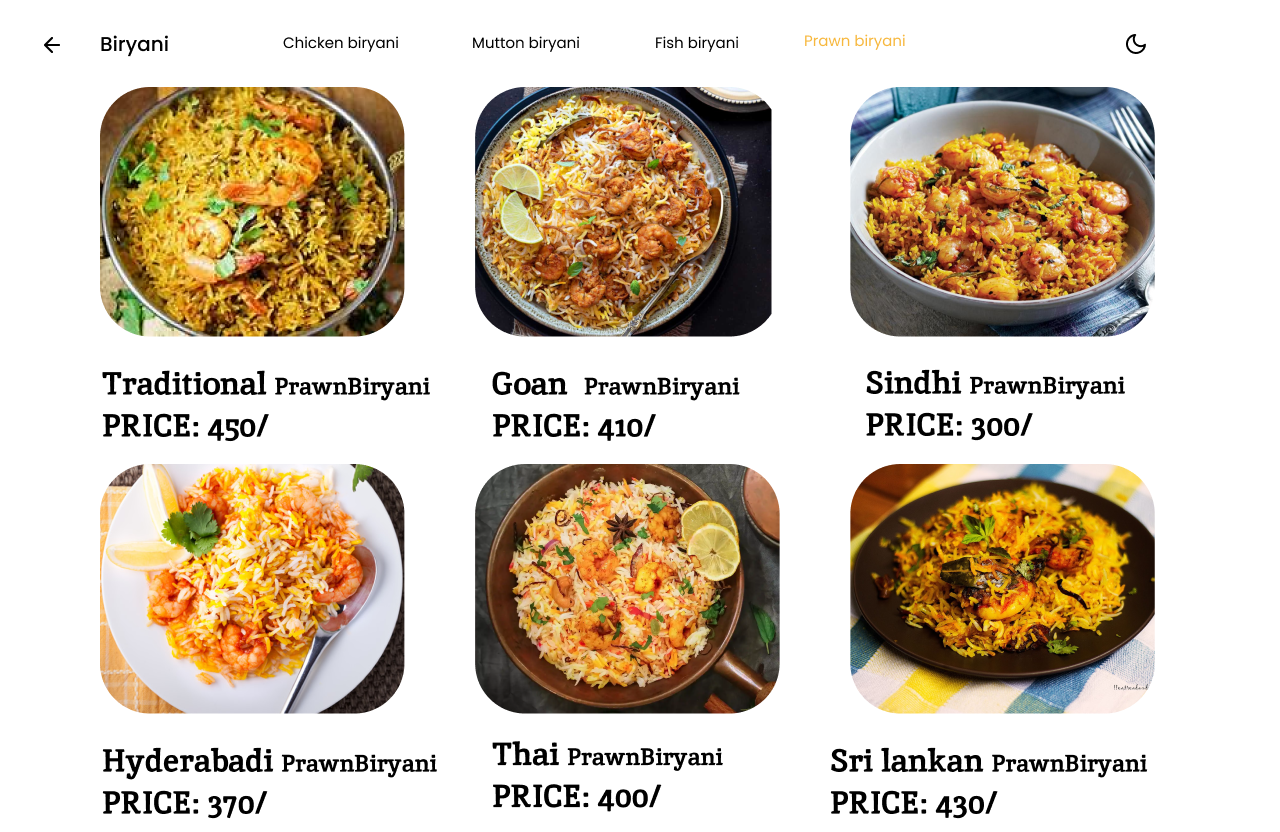 Biryani
Chicken biryani
Mutton biryani
Fish biryani
Prawn biryani
Traditional PrawnBiryani
PRICE: 450/
Goan PrawnBiryani
PRICE: 410/
Sindhi PrawnBiryani
PRICE: 300/
Hyderabadi PrawnBiryani
PRICE: 370/
Thai PrawnBiryani
PRICE: 400/
Sri lankan PrawnBiryani
PRICE: 430/